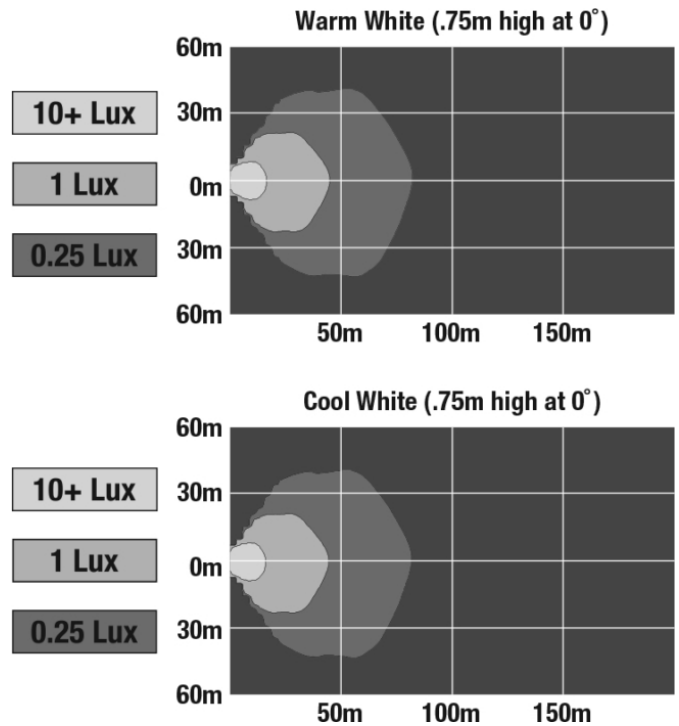 Warm White (.75m high at 0˚)
60m
10+ Lux
30m
1 Lux
0m
0.25 Lux
30m
60m
50m 100m 150m
Cool White (.75m high at 0˚)
60m
10+ Lux
30m
1 Lux
0m
0.25 Lux
30m
60m
50m 100m 150m